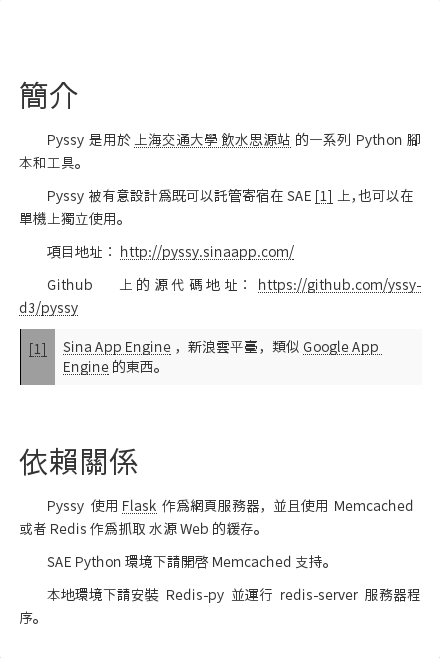 簡介
Pyssy 是用於 上海交通大學 飲水思源站 的一系列 Python 腳
本和工具。
Pyssy 被有意設計爲既可以託管寄宿在 SAE [1] 上，也可以在
單機上獨立使用。
項目地址： http://pyssy.sinaapp.com/
Github 上的源代碼地址： https://github.com/yssy-
d3/pyssy
[1] Sina App Engine ，新浪雲平臺，類似 Google App
Engine 的東西。
依賴關係
Pyssy 使用 Flask 作爲網頁服務器，並且使用 Memcached
或者 Redis 作爲抓取 水源 Web 的緩存。
SAE Python 環境下請開啓 Memcached 支持。
本地環境下請安裝 Redis-py 並運行 redis-server 服務器程
序。